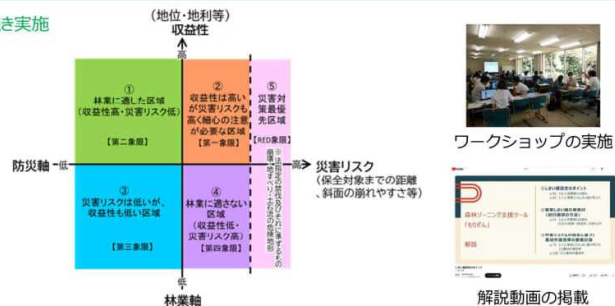 き実施
(地位・地利等)
収益性
高
①
林業に適した区域
(収益性高・災害リスク低)
【第二象限】
②
収益性は高い
が災害リスクも
高く細心の注意
が必要な区域
【第一象限】
⑤
災害対
策最優
先区域
【RED象限】
防災軸
低
高
災害リスク
(保全対象までの距離
、斜面の崩れやすさ等)
③
災害リスクは低いが、
収益性も低い区域
【第三象限】
④
林業に適さない
区域
(収益性低・
災害リスク高)
【第四象限】
低
林業軸
ワークショップの実施
森林ゾーニング支援ツール
「もりぞん」
解説
解説動画の掲載